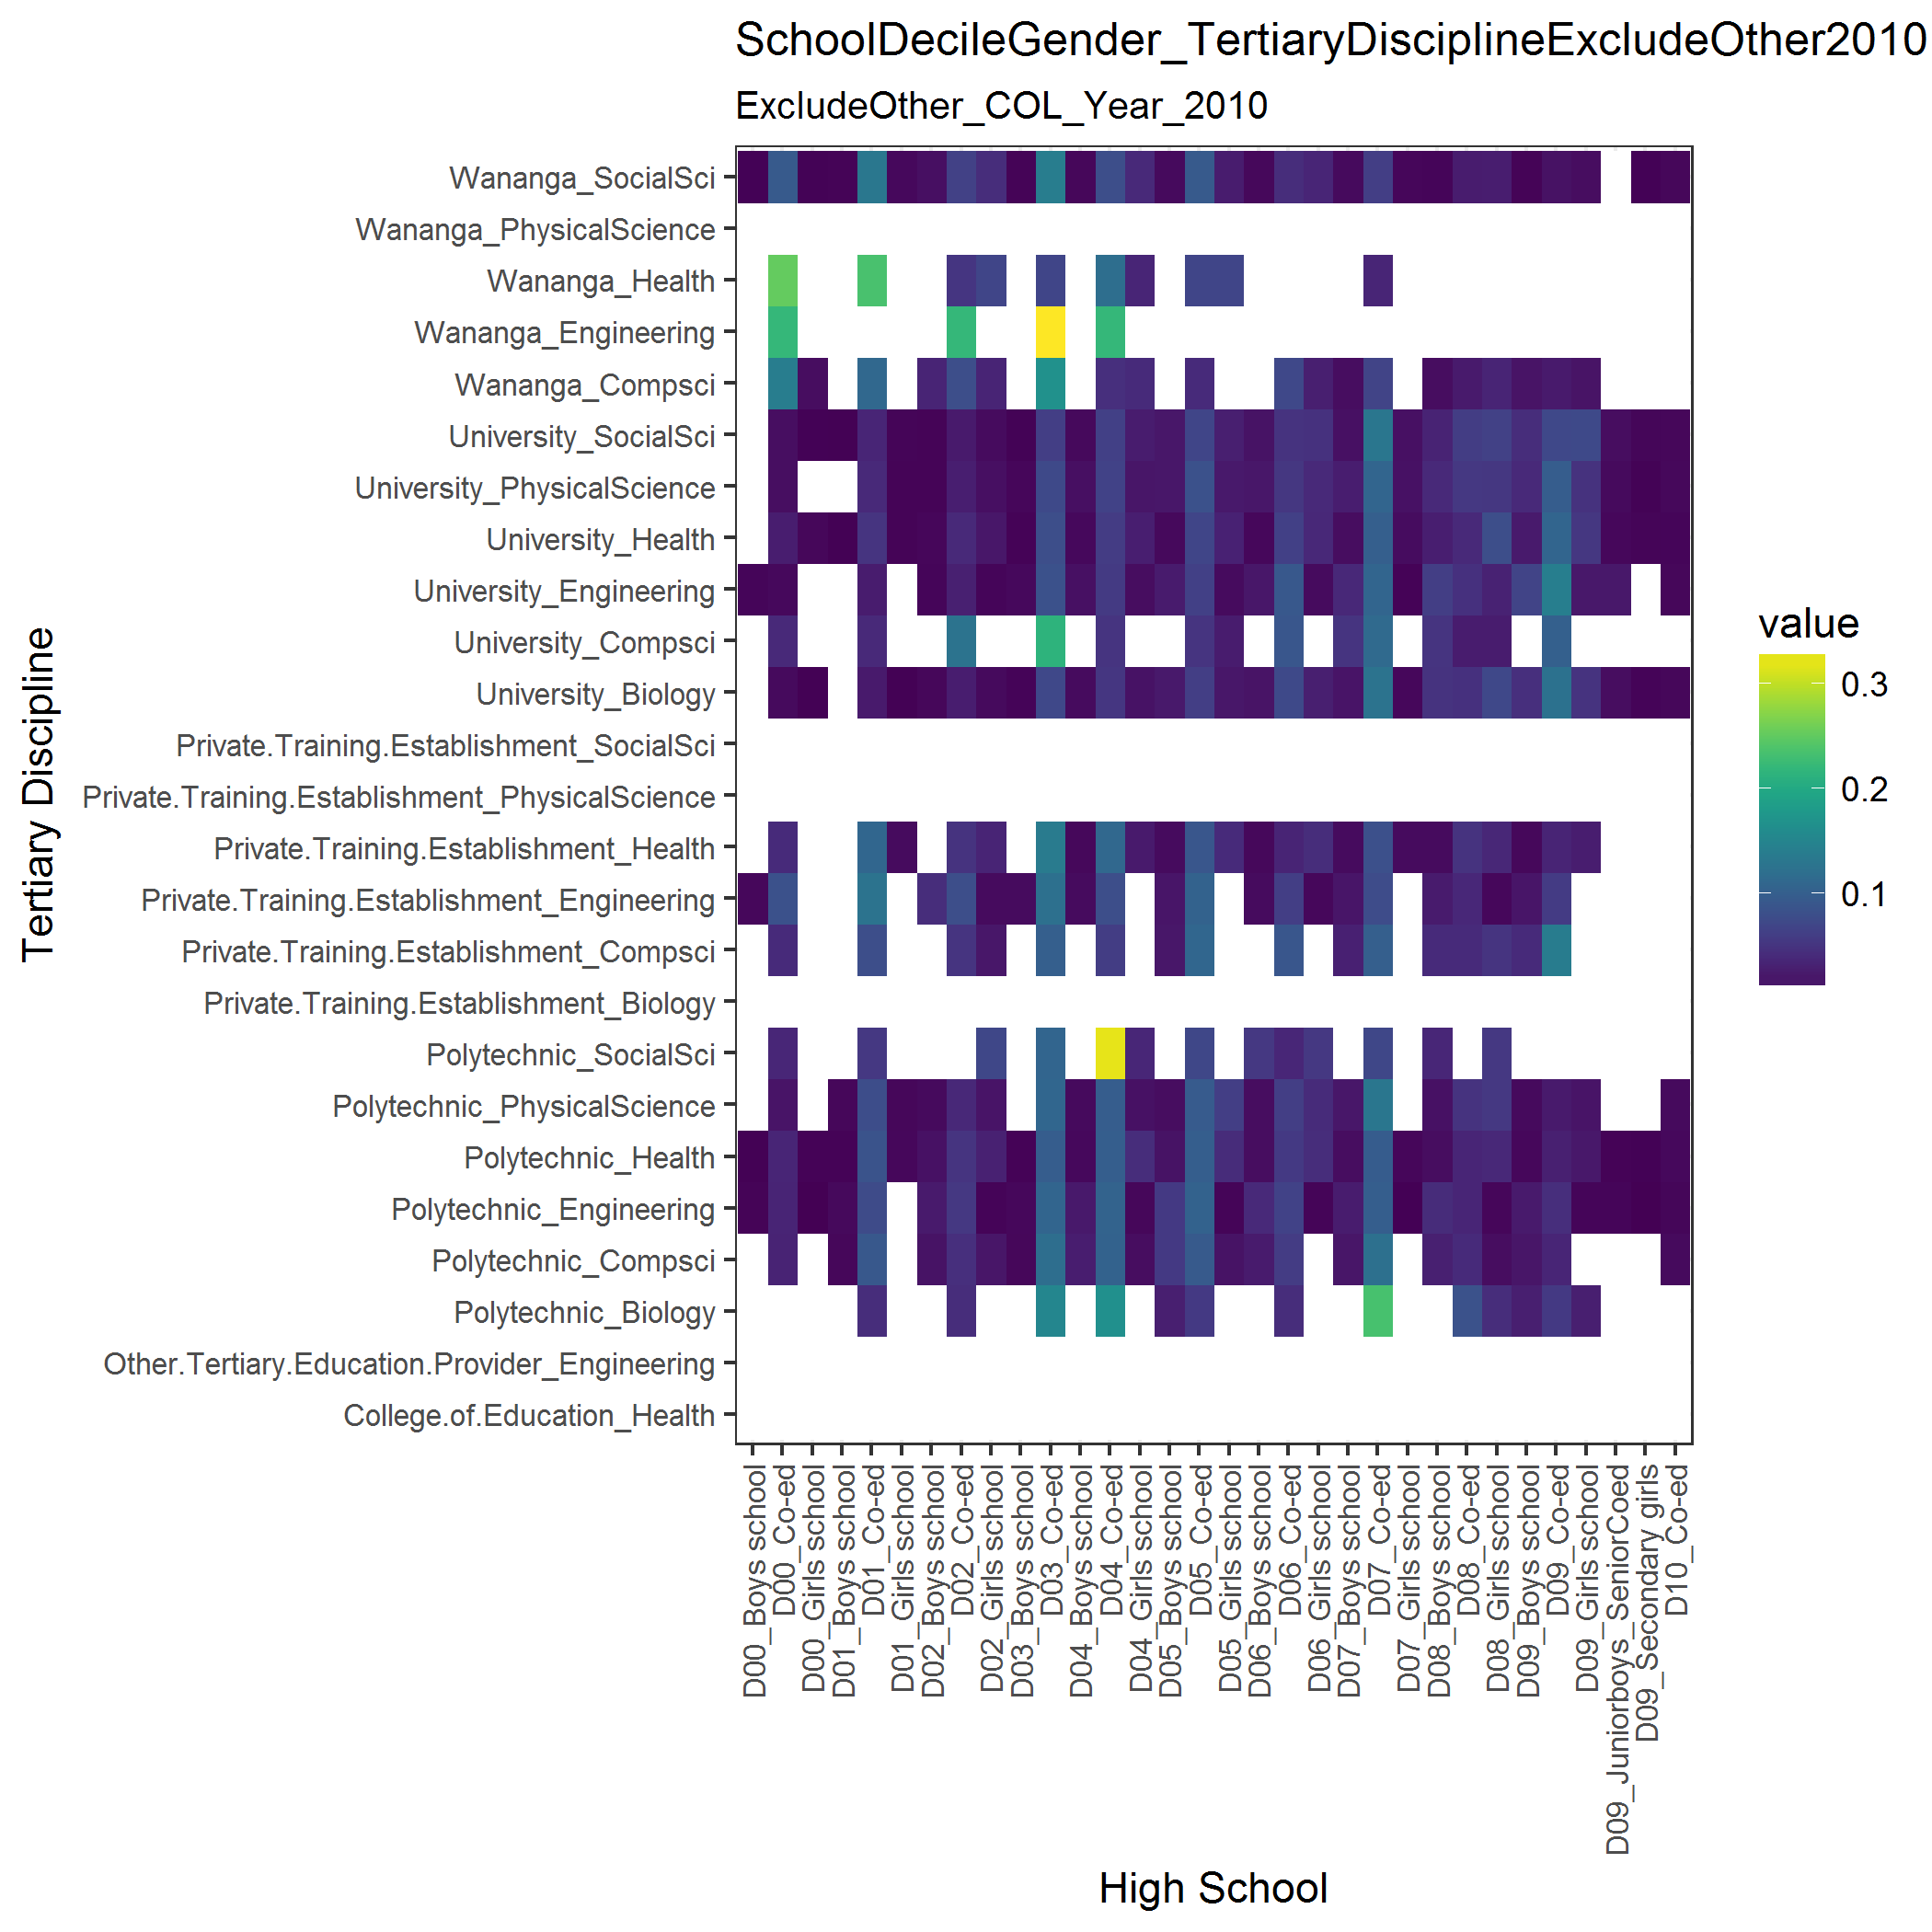 SchoolDecileGender_TertiaryDisciplineExcludeOther2010
ExcludeOther_COL_Year_2010
Tertiary Discipline
Wananga_SocialSci
Wananga_PhysicalScience
Wananga_Health
Wananga_Engineering
Wananga_Compsci
University_SocialSci
University_PhysicalScience
University_Health
University_Engineering
University_Compsci
University_Biology
Private.Training.Establishment_SocialSci
Private.Training.Establishment_PhysicalScience
Private.Training.Establishment_Health
Private.Training.Establishment_Engineering
Private.Training.Establishment_Compsci
Private.Training.Establishment_Biology
Polytechnic_SocialSci
Polytechnic_PhysicalScience
Polytechnic_Health
Polytechnic_Engineering
Polytechnic_Compsci
Polytechnic_Biology
Other.Tertiary.Education.Provider_Engineering
College.of.Education_Health
D00_Boys school
D00_Co-ed
D00_Girls school
D01_Boys school
D01_Co-ed
D01_Girls school
D02_Boys school
D02_Co-ed
D02_Girls school
D03_Boys school
D03_Co-ed
D04_Boys school
D04_Co-ed
D04_Girls school
D05_Boys school
D05_Co-ed
D05_Girls school
D06_Boys school
D06_Co-ed
D06_Girls school
D07_Boys school
D07_Co-ed
D07_Girls school
D08_Boys school
D08_Co-ed
D08_Girls school
D09_Boys school
D09_Co-ed
D09_Girls school
D09_Juniorboys_SeniorCoed
D09_Secondary girls
D10_Co-ed
High School
value
0.3
0.2
0.1